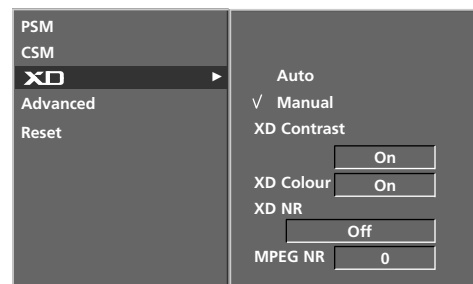 PSM
CSM
XD
Advanced
Reset
Auto
√ Manual
XD Contrast
On
XD Colour On
XD NR
Off
MPEG NR 0